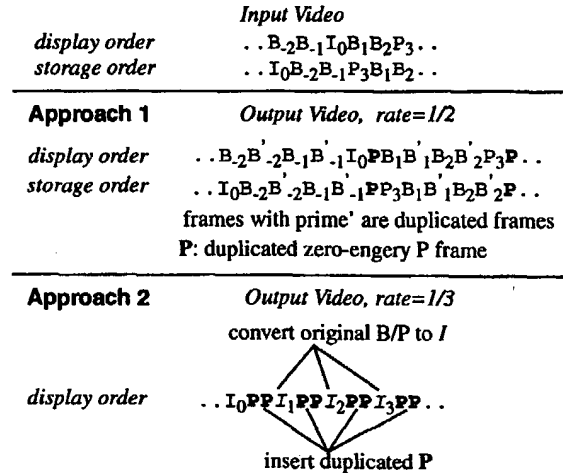 Input Video
display order ..B-2B-1I0B1B2P3..
storage order ..I0B-2B-1P3B1B2..
Approach 1 Output Video, rate=1/2
display order ..B-2B'-2B-1B'-1I0PB1B'1B2B'2P3P..
storage order ..I0B-2B'-2B-1B'-1PP3B1B'1B2B'2P..
frames with prime' are duplicated frames
P: duplicated zero-engery P frame
Approach 2 Output Video, rate=1/3
convert original B/P to I
display order ..I0PPI1PPI2PPI3PP..
insert duplicated P